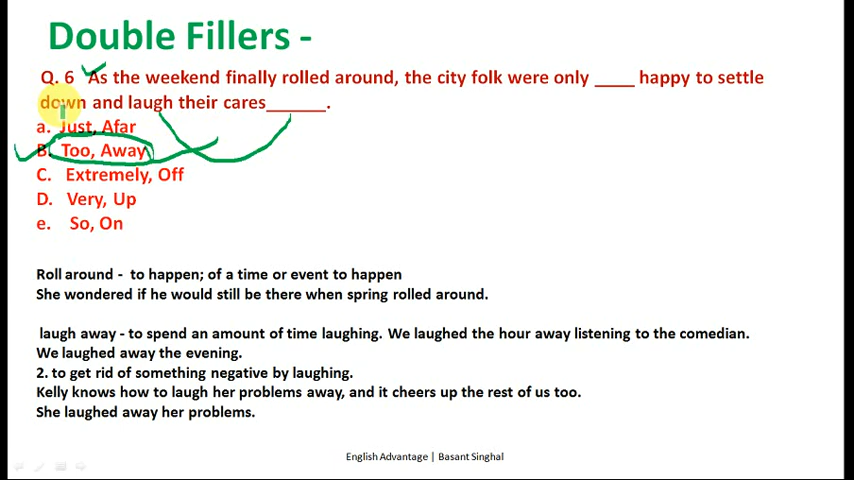 Double Fillers -
Q. 6 As the weekend finally rolled around, the city folk were only ____ happy to settle
down and laugh their cares______.
a. Just, Afar
B. Too, Away
C. Extremely, Off
D. Very, Up
e. So, On
Roll around - to happen; of a time or event to happen
She wondered if he would still be there when spring rolled around.
laugh away - to spend an amount of time laughing. We laughed the hour away listening to the comedian.
We laughed away the evening.
2. to get rid of something negative by laughing.
Kelly knows how to laugh her problems away, and it cheers up the rest of us too.
She laughed away her problems.
English Advantage | Basant Singhal